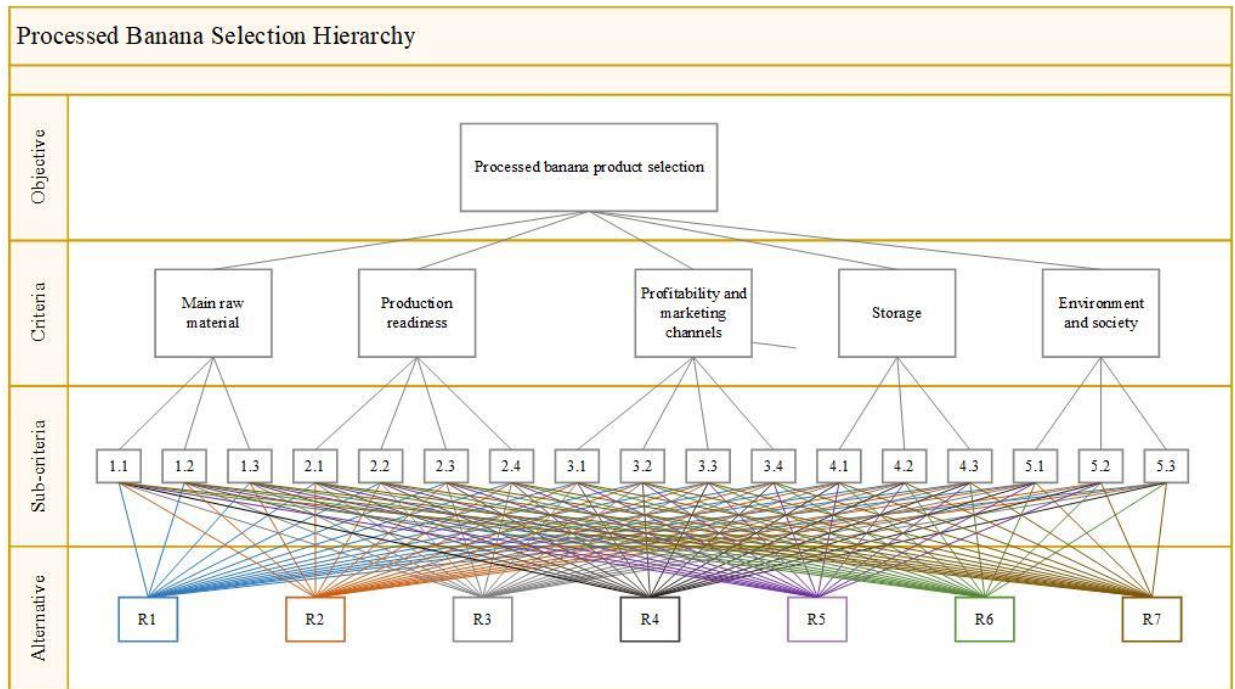 Processed Banana Selection Hierarchy
Objective
Processed banana product selection
Criteria
Main raw
material
Production
readiness
Profitability and
marketing
channels
Storage
Environment
and society
Sub-criteria
1.1
1.2
1.3
2.1
2.2
2.3
2.4
3.1
3.2
3.3
3.4
4.1
4.2
4.3
5.1
5.2
5.3
Alternative
R1
R2
R3
R4
R5
R6
R7